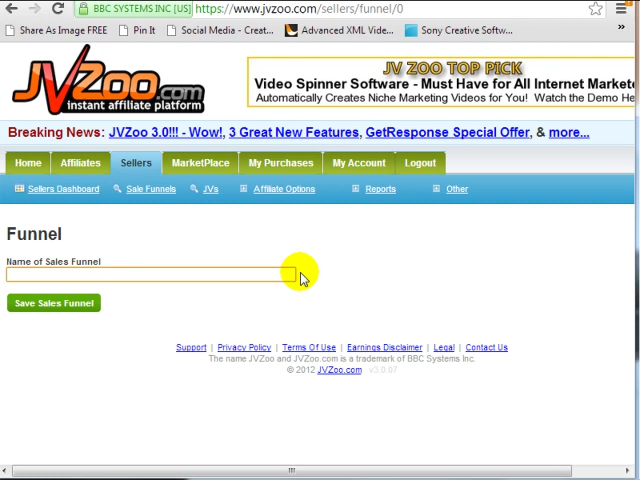 BBC SYSTEMS INC [US] https://www.jvzoo.com/sellers/funnel/0
Share As Image FREE Pin It Social Media - Creat... Advanced XML Vide... Sony Creative Softw... »
JVZoo.com
instant affiliate platform
JV ZOO TOP PICK
Video Spinner Software - Must Have for All Internet Markete
Automatically Creates Niche Marketing Videos for You! Watch the Demo He
Breaking News: JVZoo 3.0!!! - Wow!, 3 Great New Features, GetResponse Special Offer, & more...
Home Affiliates Sellers MarketPlace My Purchases My Account Logout
Sellers Dashboard Sale Funnels JVs Affiliate Options Reports Other
Funnel
Name of Sales Funnel
Save Sales Funnel
Support | Privacy Policy | Terms Of Use | Earnings Disclaimer | Legal | Contact Us
The name JVZoo and JVZoo.com is a trademark of BBC Systems Inc.
© 2012 JVZoo.com v3.0.07